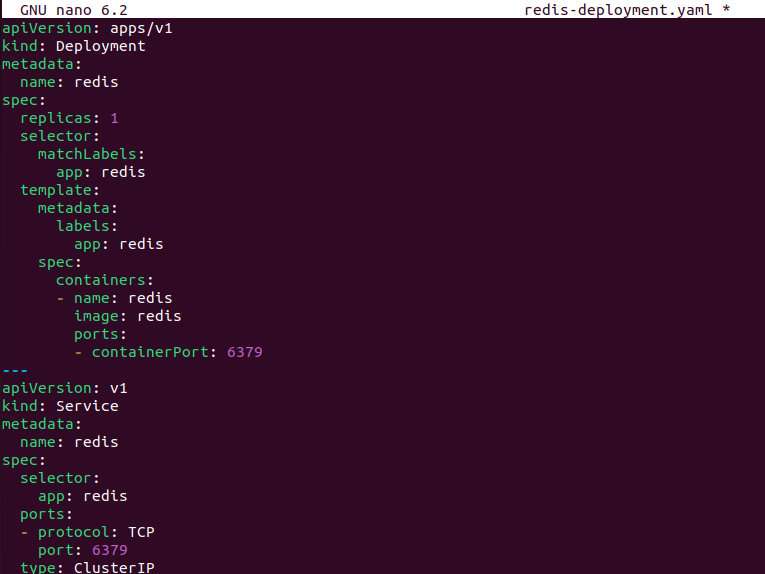 GNU nano 6.2 redis-deployment.yaml *
apiVersion: apps/v1
kind: Deployment
metadata:
  name: redis
spec:
  replicas: 1
  selector:
    matchLabels:
      app: redis
  template:
    metadata:
      labels:
        app: redis
    spec:
      containers:
      - name: redis
        image: redis
        ports:
        - containerPort: 6379
---
apiVersion: v1
kind: Service
metadata:
  name: redis
spec:
  selector:
    app: redis
  ports:
  - protocol: TCP
    port: 6379
  type: ClusterIP